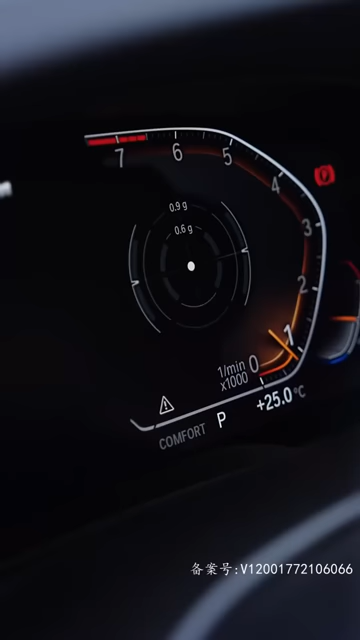 7 6 5 4 3 2 1 0
0.9 g
0.6 g
1/min
x1000
COMFORT P +25.0 °C
备案号:V12001772106066